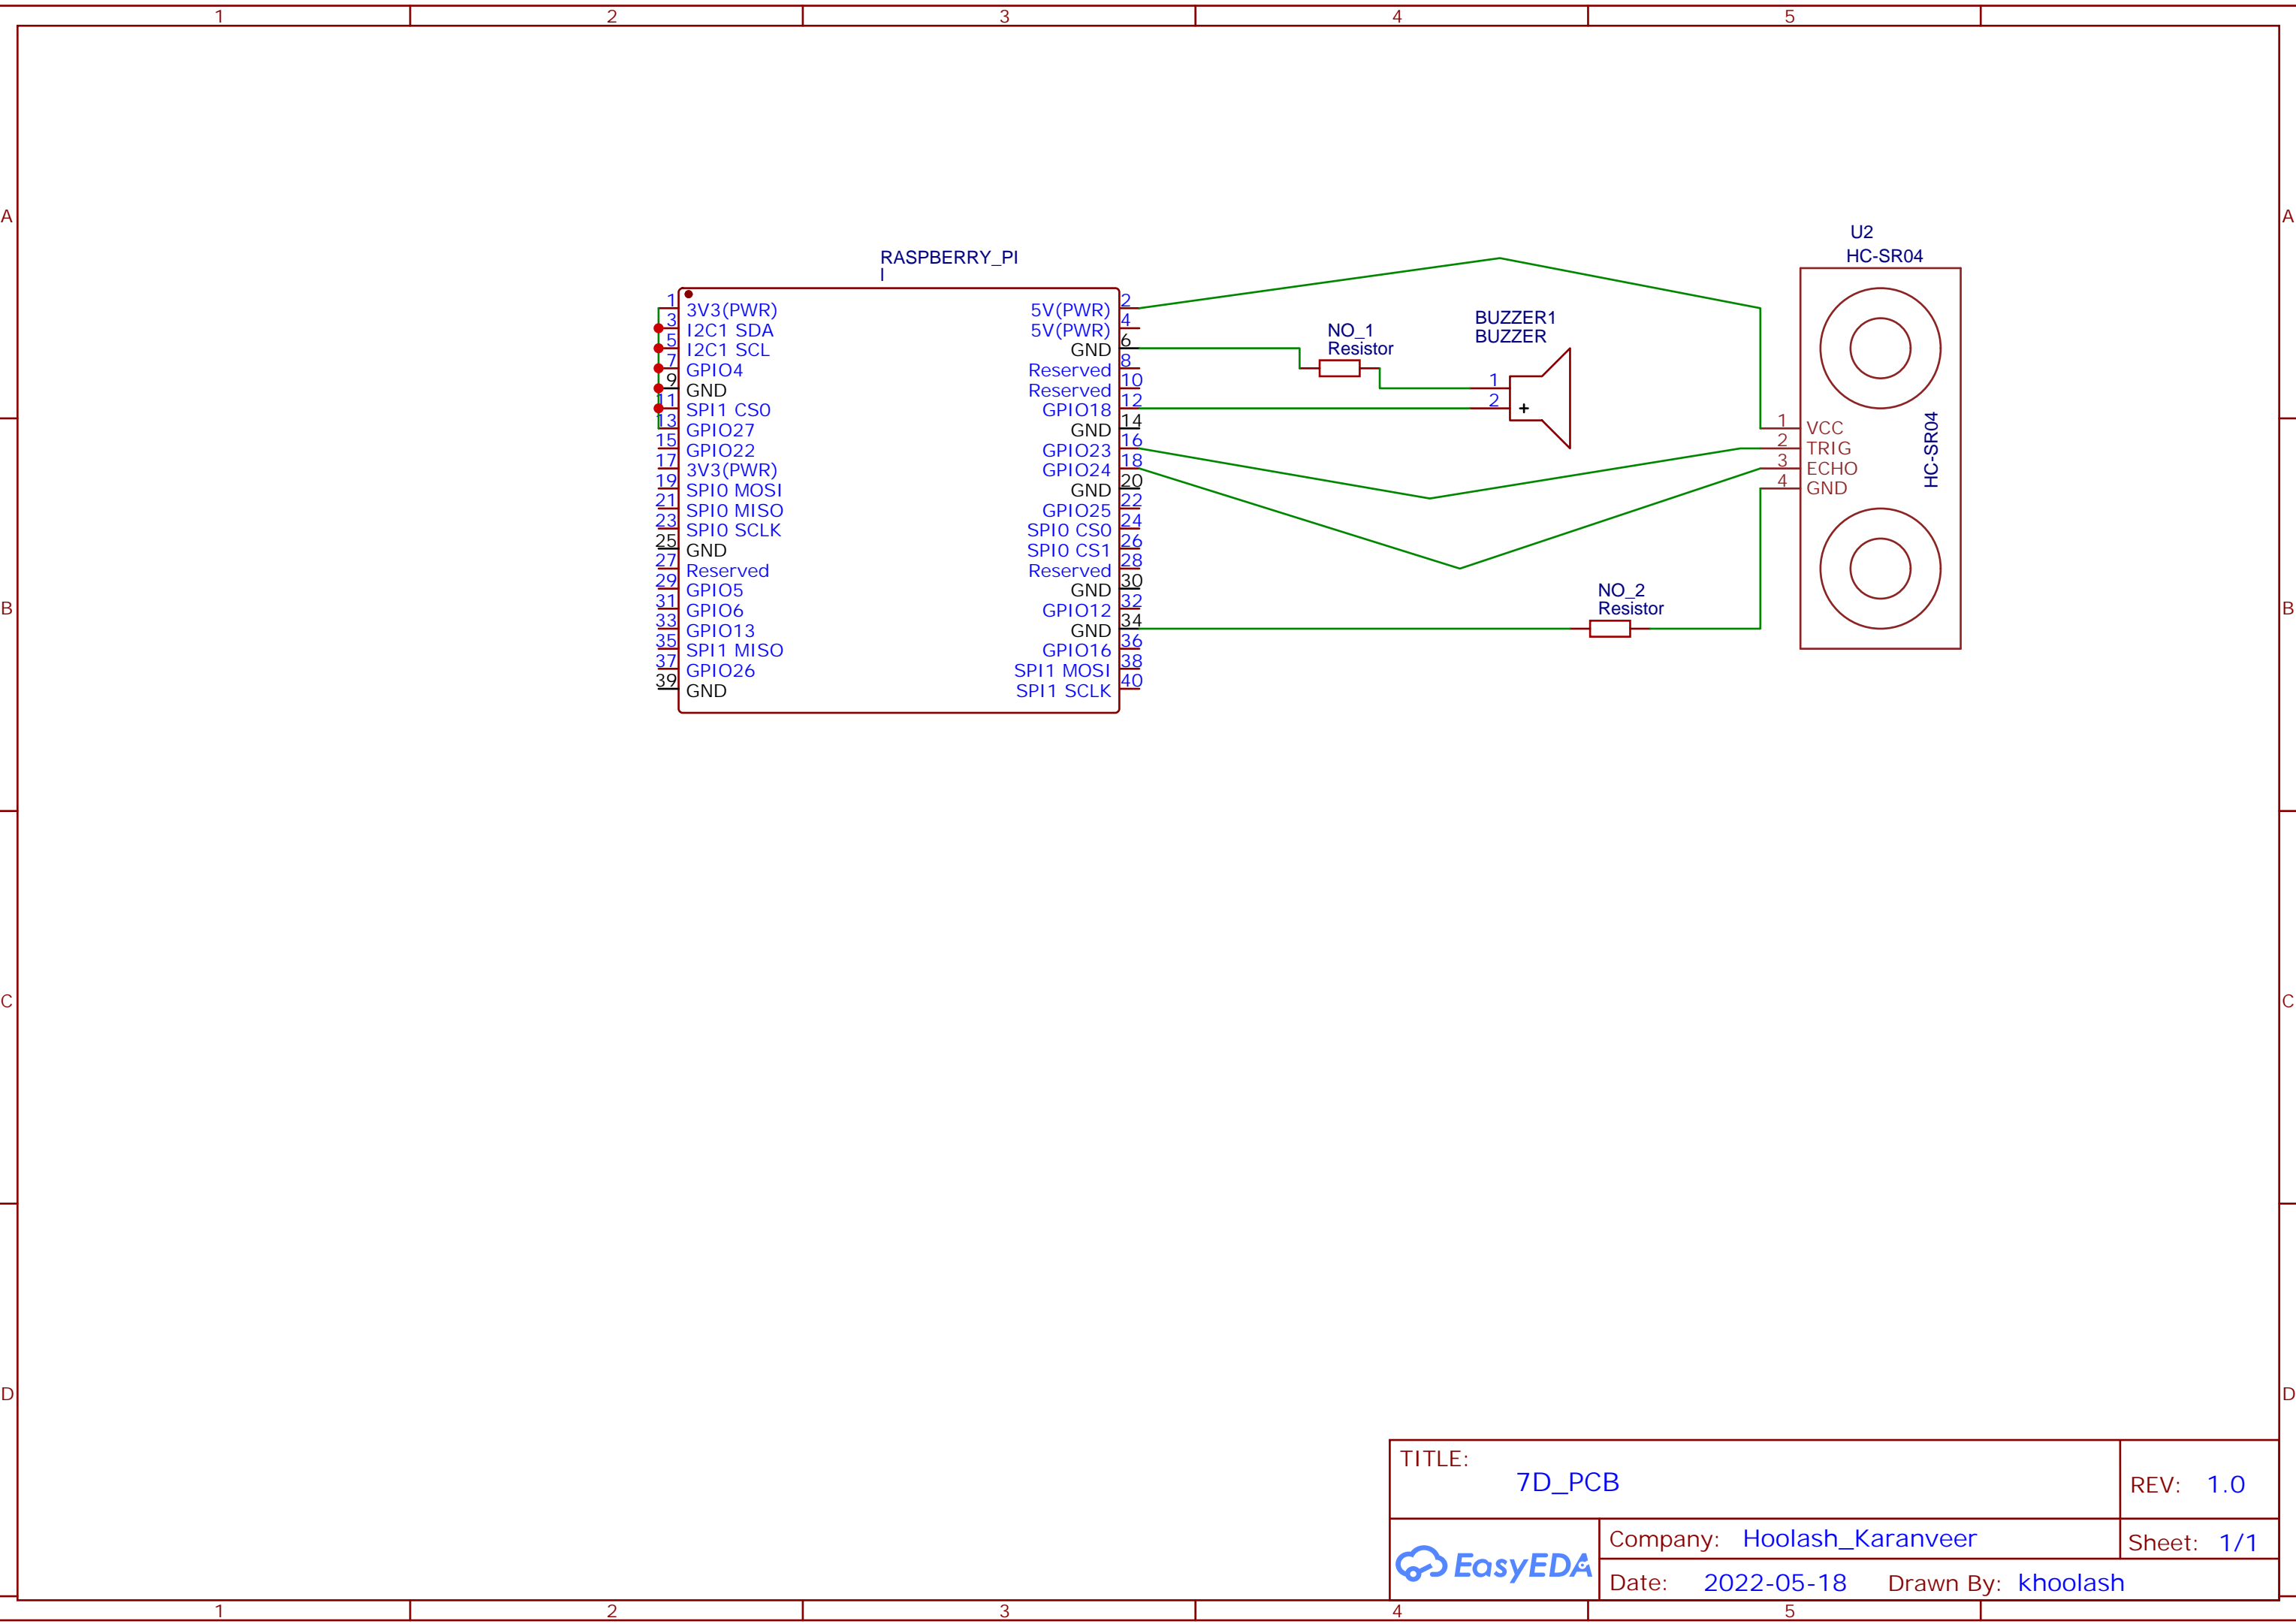 1 2 3 4 5
A A
B B
C C
D D
RASPBERRY_PI
I
1 3V3(PWR) 5V(PWR) 2
3 I2C1 SDA 5V(PWR) 4
5 I2C1 SCL GND 6
7 GPIO4 Reserved 8
9 GND Reserved 10
11 SPI1 CS0 GPIO18 12
13 GPIO27 GND 14
15 GPIO22 GPIO23 16
17 3V3(PWR) GPIO24 18
19 SPI0 MOSI GND 20
21 SPI0 MISO GPIO25 22
23 SPI0 SCLK SPI0 CS0 24
25 GND SPI0 CS1 26
27 Reserved Reserved 28
29 GPIO5 GND 30
31 GPIO6 GPIO12 32
33 GPIO13 GND 34
35 SPI1 MISO GPIO16 36
37 GPIO26 SPI1 MOSI 38
39 GND SPI1 SCLK 40
NO_1
Resistor
BUZZER1
BUZZER
1
2 +
U2
HC-SR04
1 VCC
2 TRIG
3 ECHO
4 GND
HC-SR04
NO_2
Resistor
TITLE:
7D_PCB
REV: 1.0
EasyEDA
Company: Hoolash_Karanveer
Sheet: 1/1
Date: 2022-05-18 Drawn By: khoolash
1 2 3 4 5